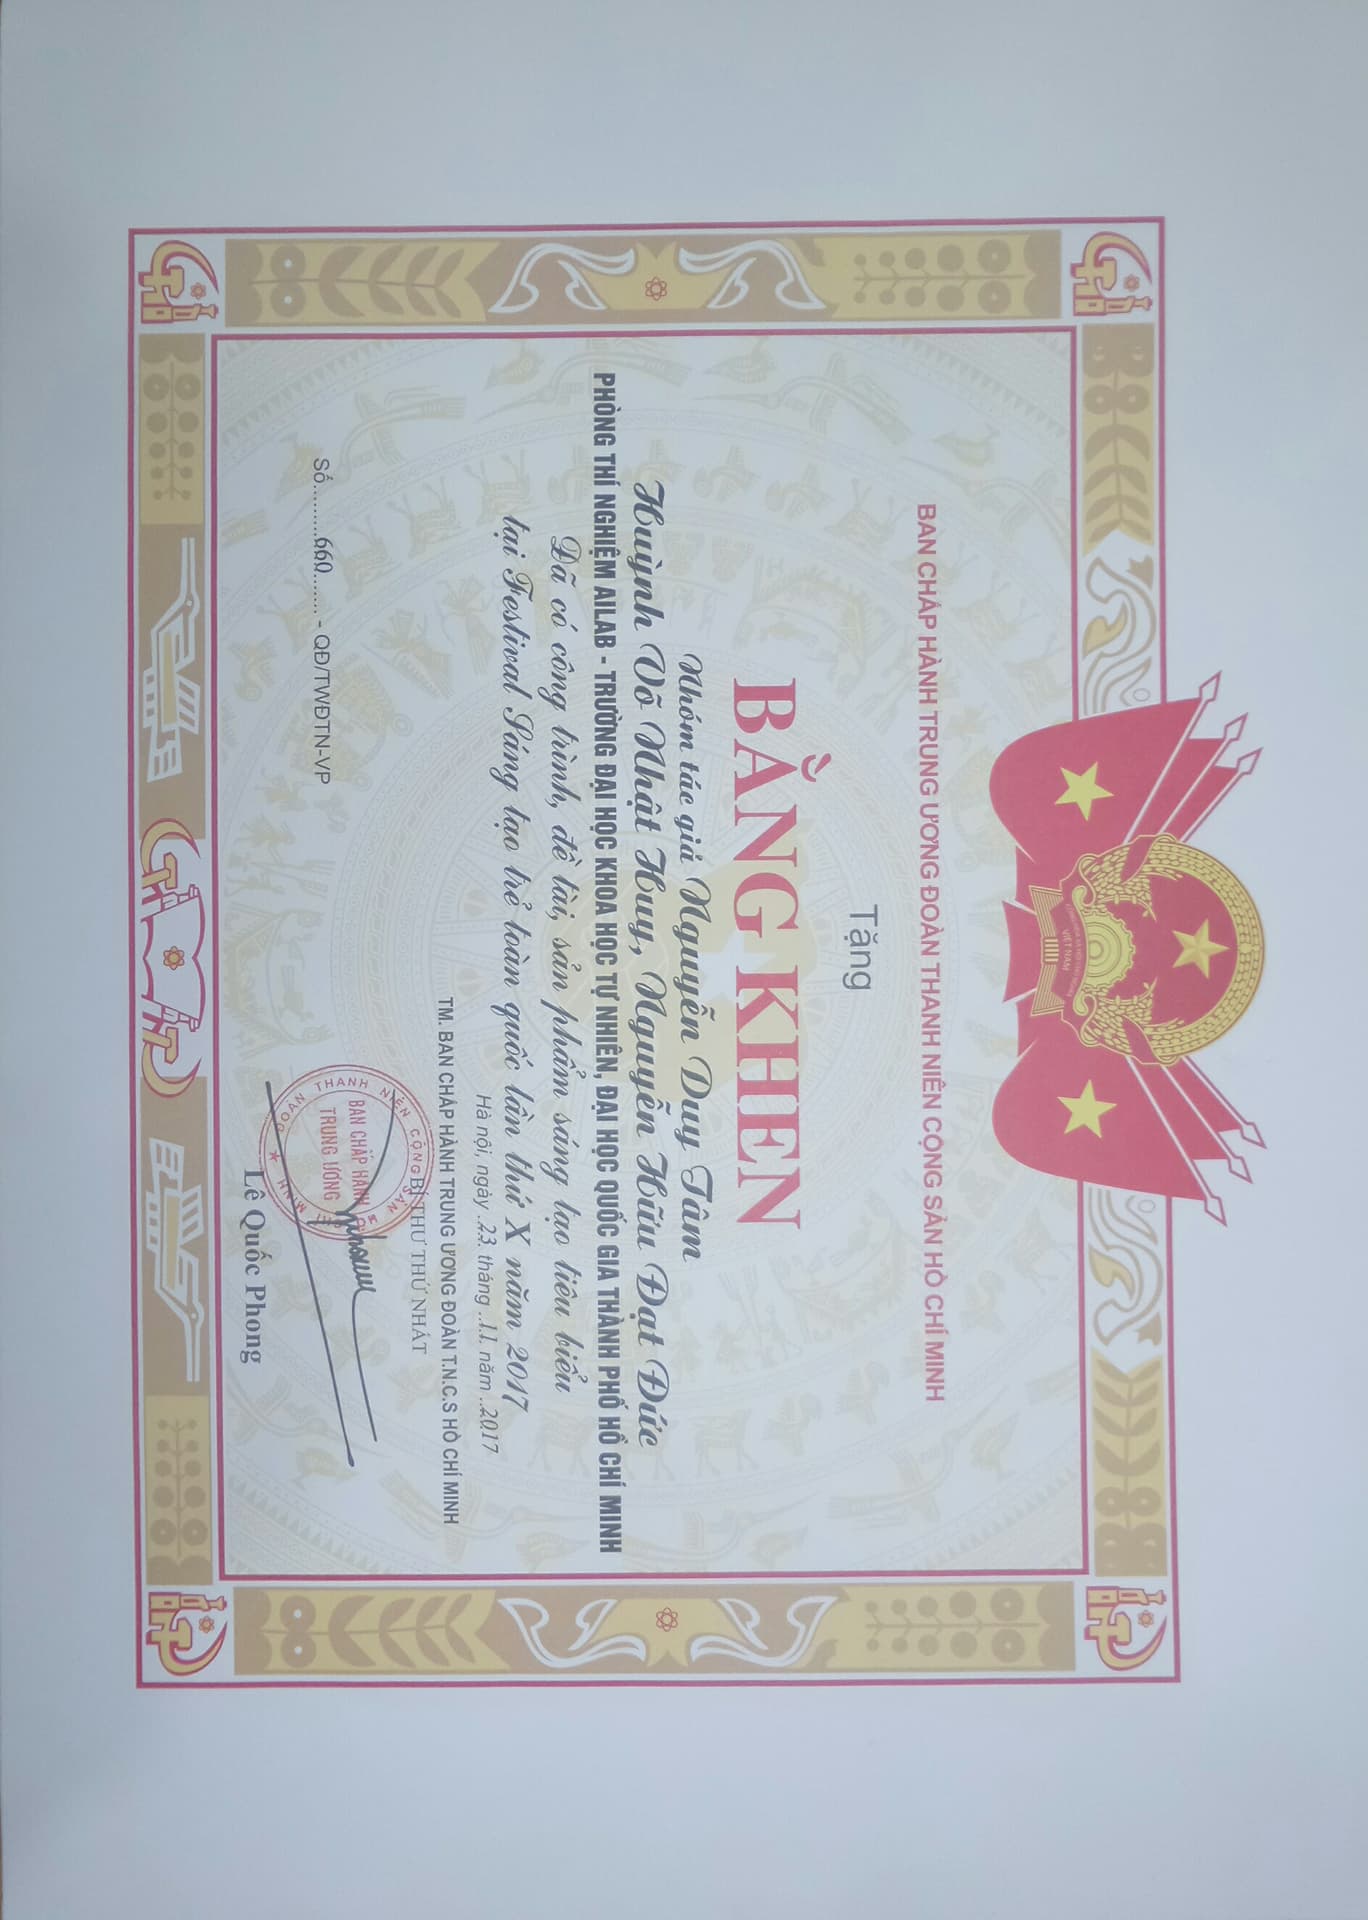 CỘNG HÒA XÃ HỘI CHỦ NGHĨA
VIỆT NAM
BAN CHẤP HÀNH TRUNG ƯƠNG ĐOÀN THANH NIÊN CỘNG SẢN HỒ CHÍ MINH
Tặng
BẰNG KHEN
Nhóm tác giả Nguyễn Duy Tâm
Huỳnh Võ Nhật Huy, Nguyễn Hữu Đạt Đức
PHÒNG THÍ NGHIỆM AILAB - TRƯỜNG ĐẠI HỌC KHOA HỌC TỰ NHIÊN, ĐẠI HỌC QUỐC GIA THÀNH PHỐ HỒ CHÍ MINH
Đã có công trình, đề tài, sản phẩm sáng tạo tiêu biểu
tại Festival Sáng tạo trẻ toàn quốc lần thứ X năm 2017
Hà nội, ngày .23. tháng ..11. năm ..2017
TM. BAN CHẤP HÀNH TRUNG ƯƠNG ĐOÀN T.N.C.S HỒ CHÍ MINH
BÍ THƯ THỨ NHẤT
ĐOÀN THANH NIÊN CỘNG SẢN HỒ CHÍ MINH
BAN CHẤP HÀNH
TRUNG ƯƠNG
Số.........660....... - QĐ/TWĐTN-VP
Lê Quốc Phong